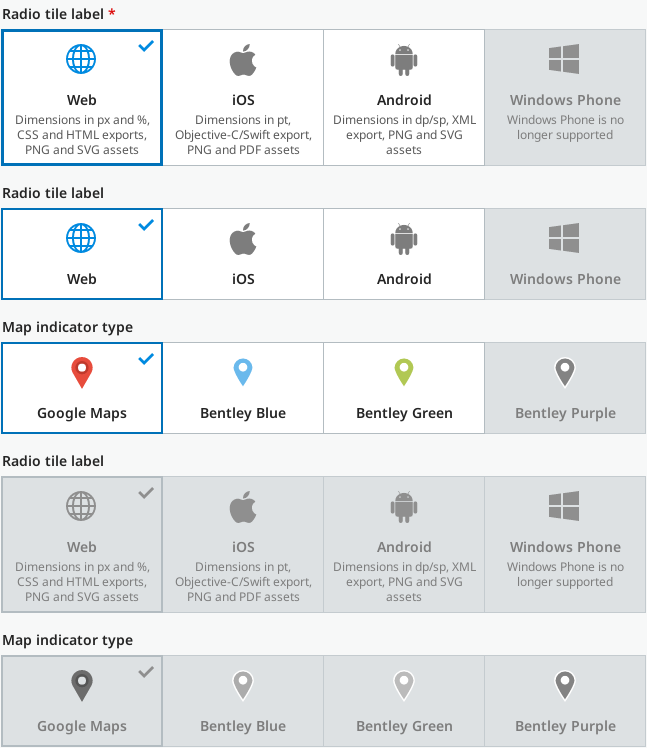 Radio tile label *
Web
Dimensions in px and %,
CSS and HTML exports,
PNG and SVG assets
iOS
Dimensions in pt,
Objective-C/Swift export,
PNG and PDF assets
Android
Dimensions in dp/sp, XML
export, PNG and SVG
assets
Windows Phone
Windows Phone is no
longer supported
Radio tile label
Web
iOS
Android
Windows Phone
Map indicator type
Google Maps
Bentley Blue
Bentley Green
Bentley Purple
Radio tile label
Web
Dimensions in px and %,
CSS and HTML exports,
PNG and SVG assets
iOS
Dimensions in pt,
Objective-C/Swift export,
PNG and PDF assets
Android
Dimensions in dp/sp, XML
export, PNG and SVG
assets
Windows Phone
Windows Phone is no
longer supported
Map indicator type
Google Maps
Bentley Blue
Bentley Green
Bentley Purple